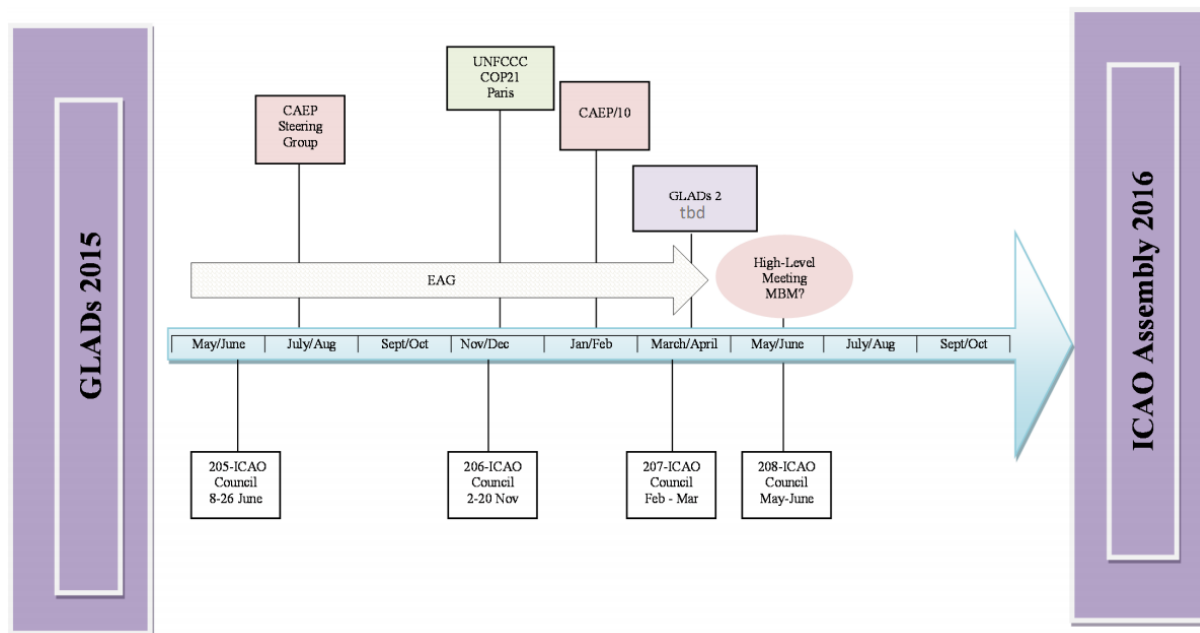 GLADs 2015
CAEP
Steering
Group
UNFCCC
COP21
Paris
CAEP/10
GLADs 2
tbd
EAG
High-Level
Meeting
MBM?
May/June
July/Aug
Sept/Oct
Nov/Dec
Jan/Feb
March/April
May/June
July/Aug
Sept/Oct
205-ICAO
Council
8-26 June
206-ICAO
Council
2-20 Nov
207-ICAO
Council
Feb - Mar
208-ICAO
Council
May-June
ICAO Assembly 2016